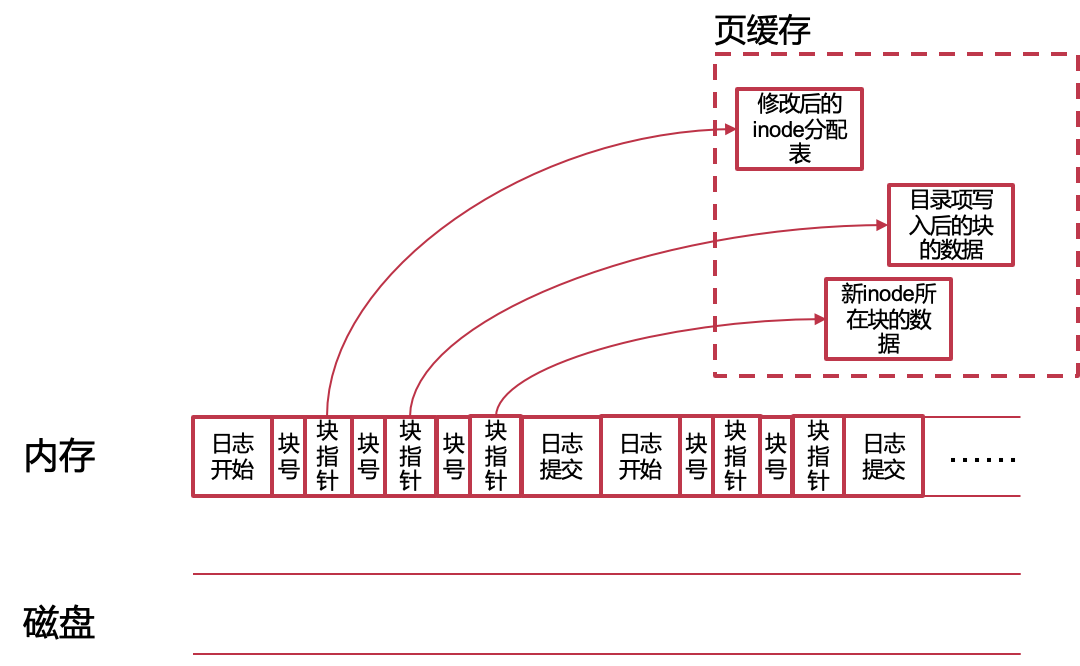 页缓存
修改后的
inode分配
表
目录项写
入后的块
的数据
新inode所
在块的数
据
内存
日志
开始
块
号
块
指
针
块
号
块
指
针
块
号
块
指
针
日志
提交
日志
开始
块
号
块
指
针
块
号
块
指
针
日志
提交
······
磁盘